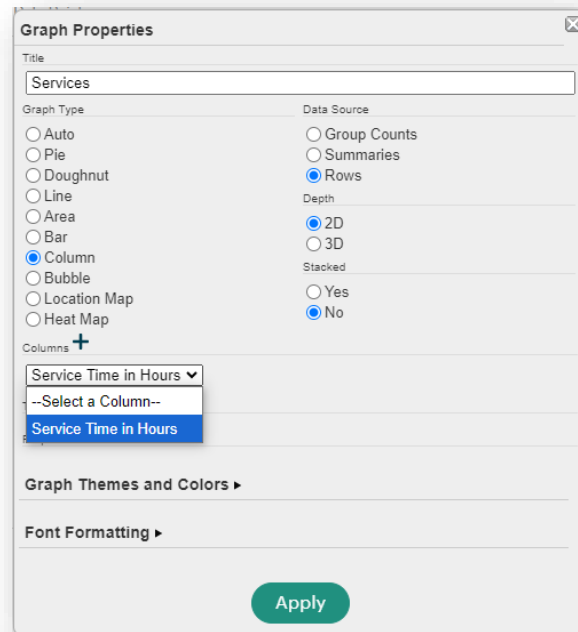 Graph Properties
Title
Services
Graph Type
Auto
Pie
Doughnut
Line
Area
Bar
Column
Bubble
Location Map
Heat Map
Data Source
Group Counts
Summaries
Rows
Depth
2D
3D
Stacked
Yes
No
Columns +
Service Time in Hours
--Select a Column--
Service Time in Hours
Graph Themes and Colors ▸
Font Formatting ▸
Apply